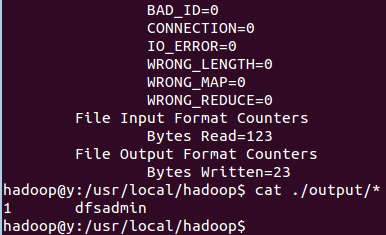 BAD_ID=0
CONNECTION=0
IO_ERROR=0
WRONG_LENGTH=0
WRONG_MAP=0
WRONG_REDUCE=0
File Input Format Counters
Bytes Read=123
File Output Format Counters
Bytes Written=23
hadoop@y:/usr/local/hadoop$ cat ./output/*
1 dfsadmin
hadoop@y:/usr/local/hadoop$